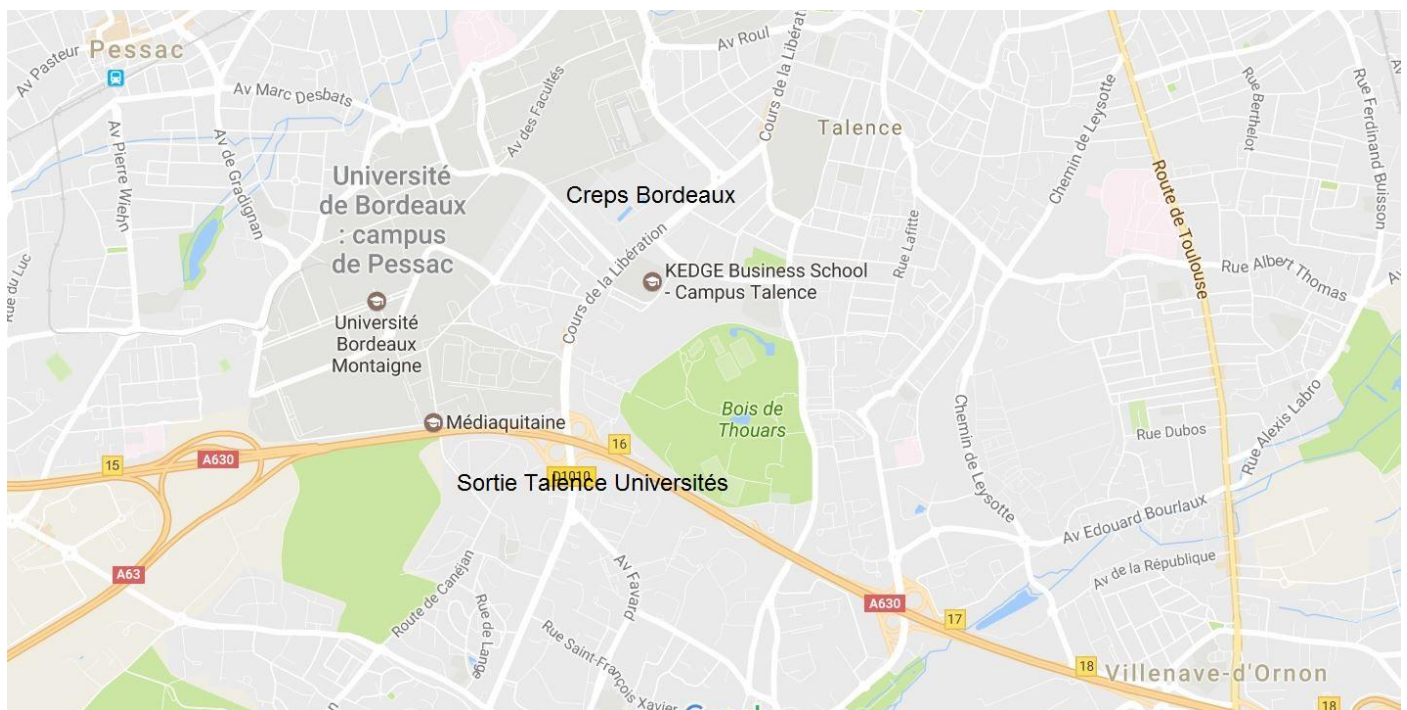 Pessac
Av Pasteur
Av Marc Desbats
Av Pierre Wiehn
Av de Gradignan
Rue du Luc
Av des Facultés
Av Roul
Cours de la Libérati
Talence
Chemin de Leysotte
Rue Berthelot
Rue Ferdinand Buisson
Route de Toulouse
Université
de Bordeaux
: campus
de Pessac
Creps Bordeaux
Cours de la Libération
KEDGE Business School
- Campus Talence
Rue Lafitte
Rue Albert Thomas
Université
Bordeaux
Montaigne
Médiaquitaine
Bois de
Thouars
Chemin de Leysotte
Rue Dubos
Rue Alexis Labro
15
A630
16
D1010
Sortie Talence Universités
Av Edouard Bourlaux
Av de la République
A63
Route de Canéjan
Rue de Lange
Av Favard
Rue Saint-François Xavier
A630
17
18
Villenave-d'Ornon
18